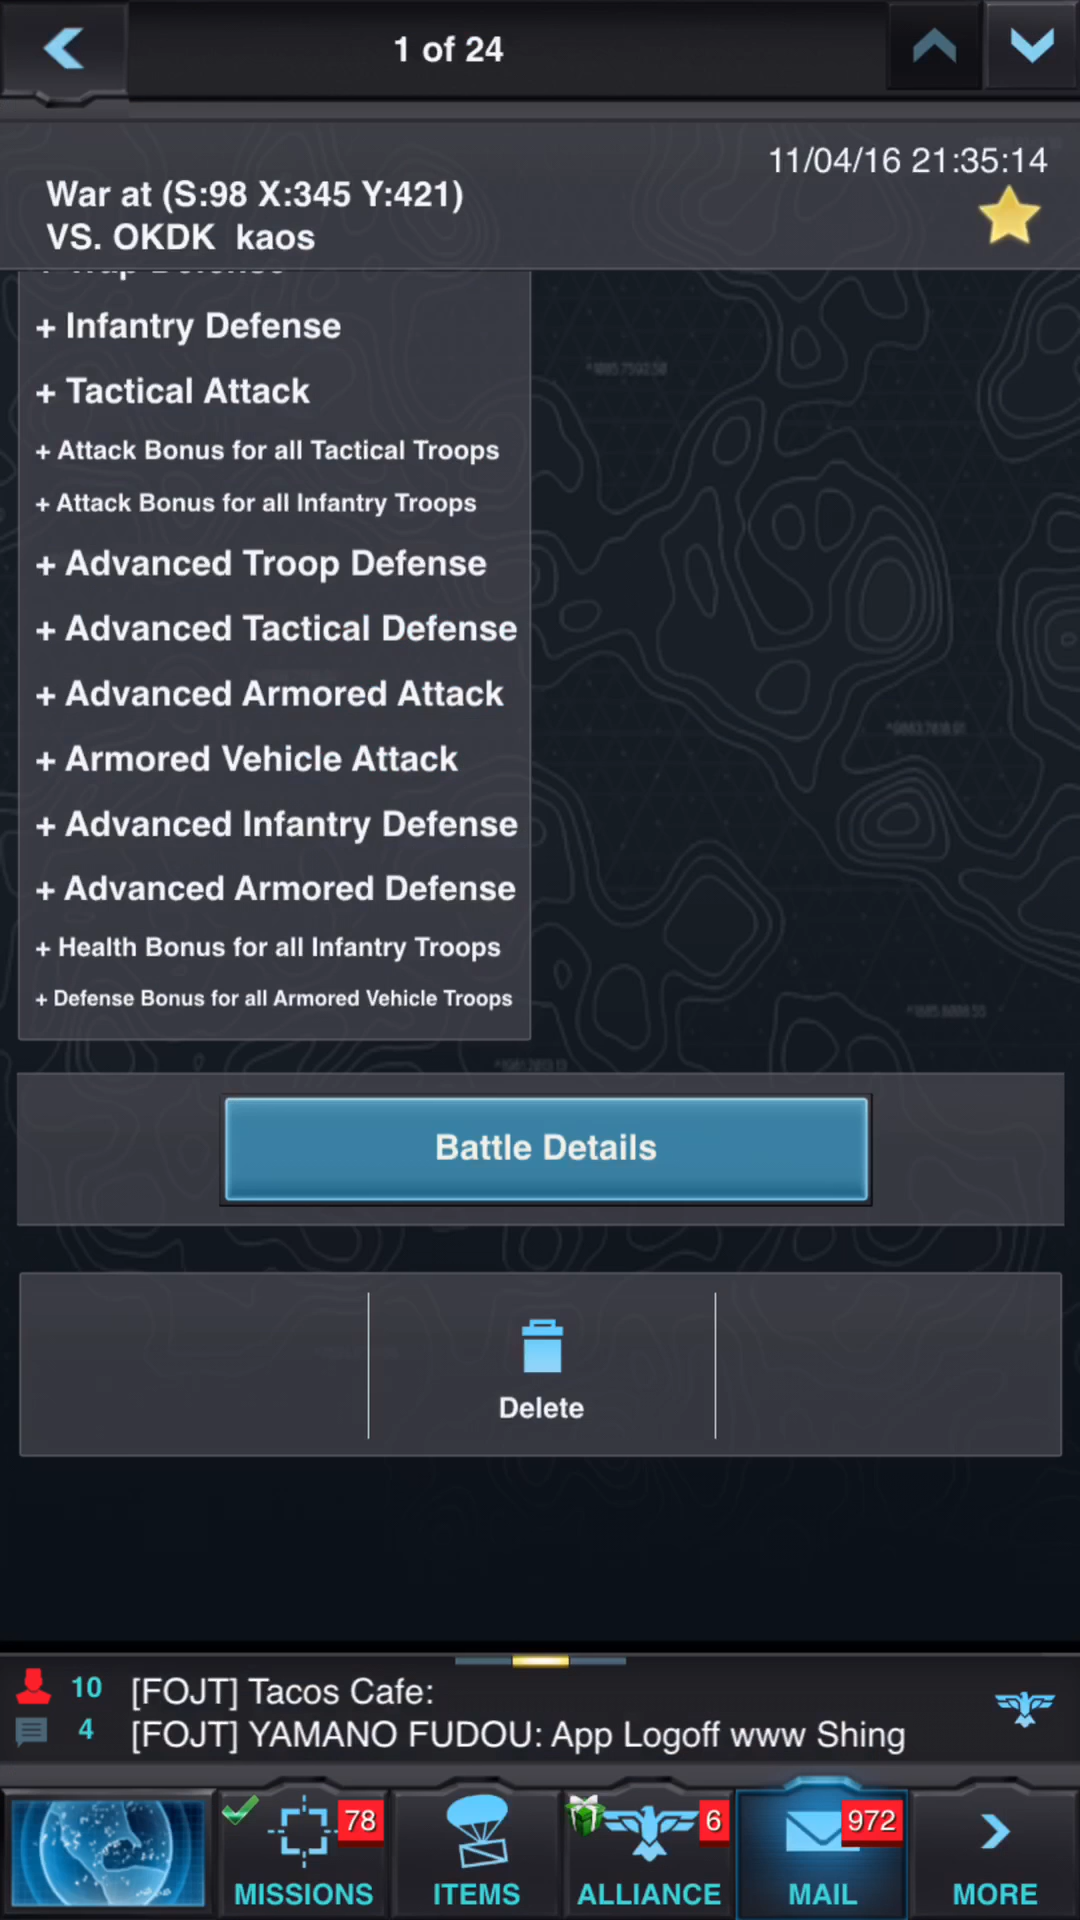 1 of 24
11/04/16 21:35:14
War at (S:98 X:345 Y:421)
VS. OKDK kaos
+ Infantry Defense
+ Tactical Attack
+ Attack Bonus for all Tactical Troops
+ Attack Bonus for all Infantry Troops
+ Advanced Troop Defense
+ Advanced Tactical Defense
+ Advanced Armored Attack
+ Armored Vehicle Attack
+ Advanced Infantry Defense
+ Advanced Armored Defense
+ Health Bonus for all Infantry Troops
+ Defense Bonus for all Armored Vehicle Troops
Battle Details
Delete
10 [FOJT] Tacos Cafe:
4 [FOJT] YAMANO FUDOU: App Logoff www Shing
78 6 972
MISSIONS ITEMS ALLIANCE MAIL MORE